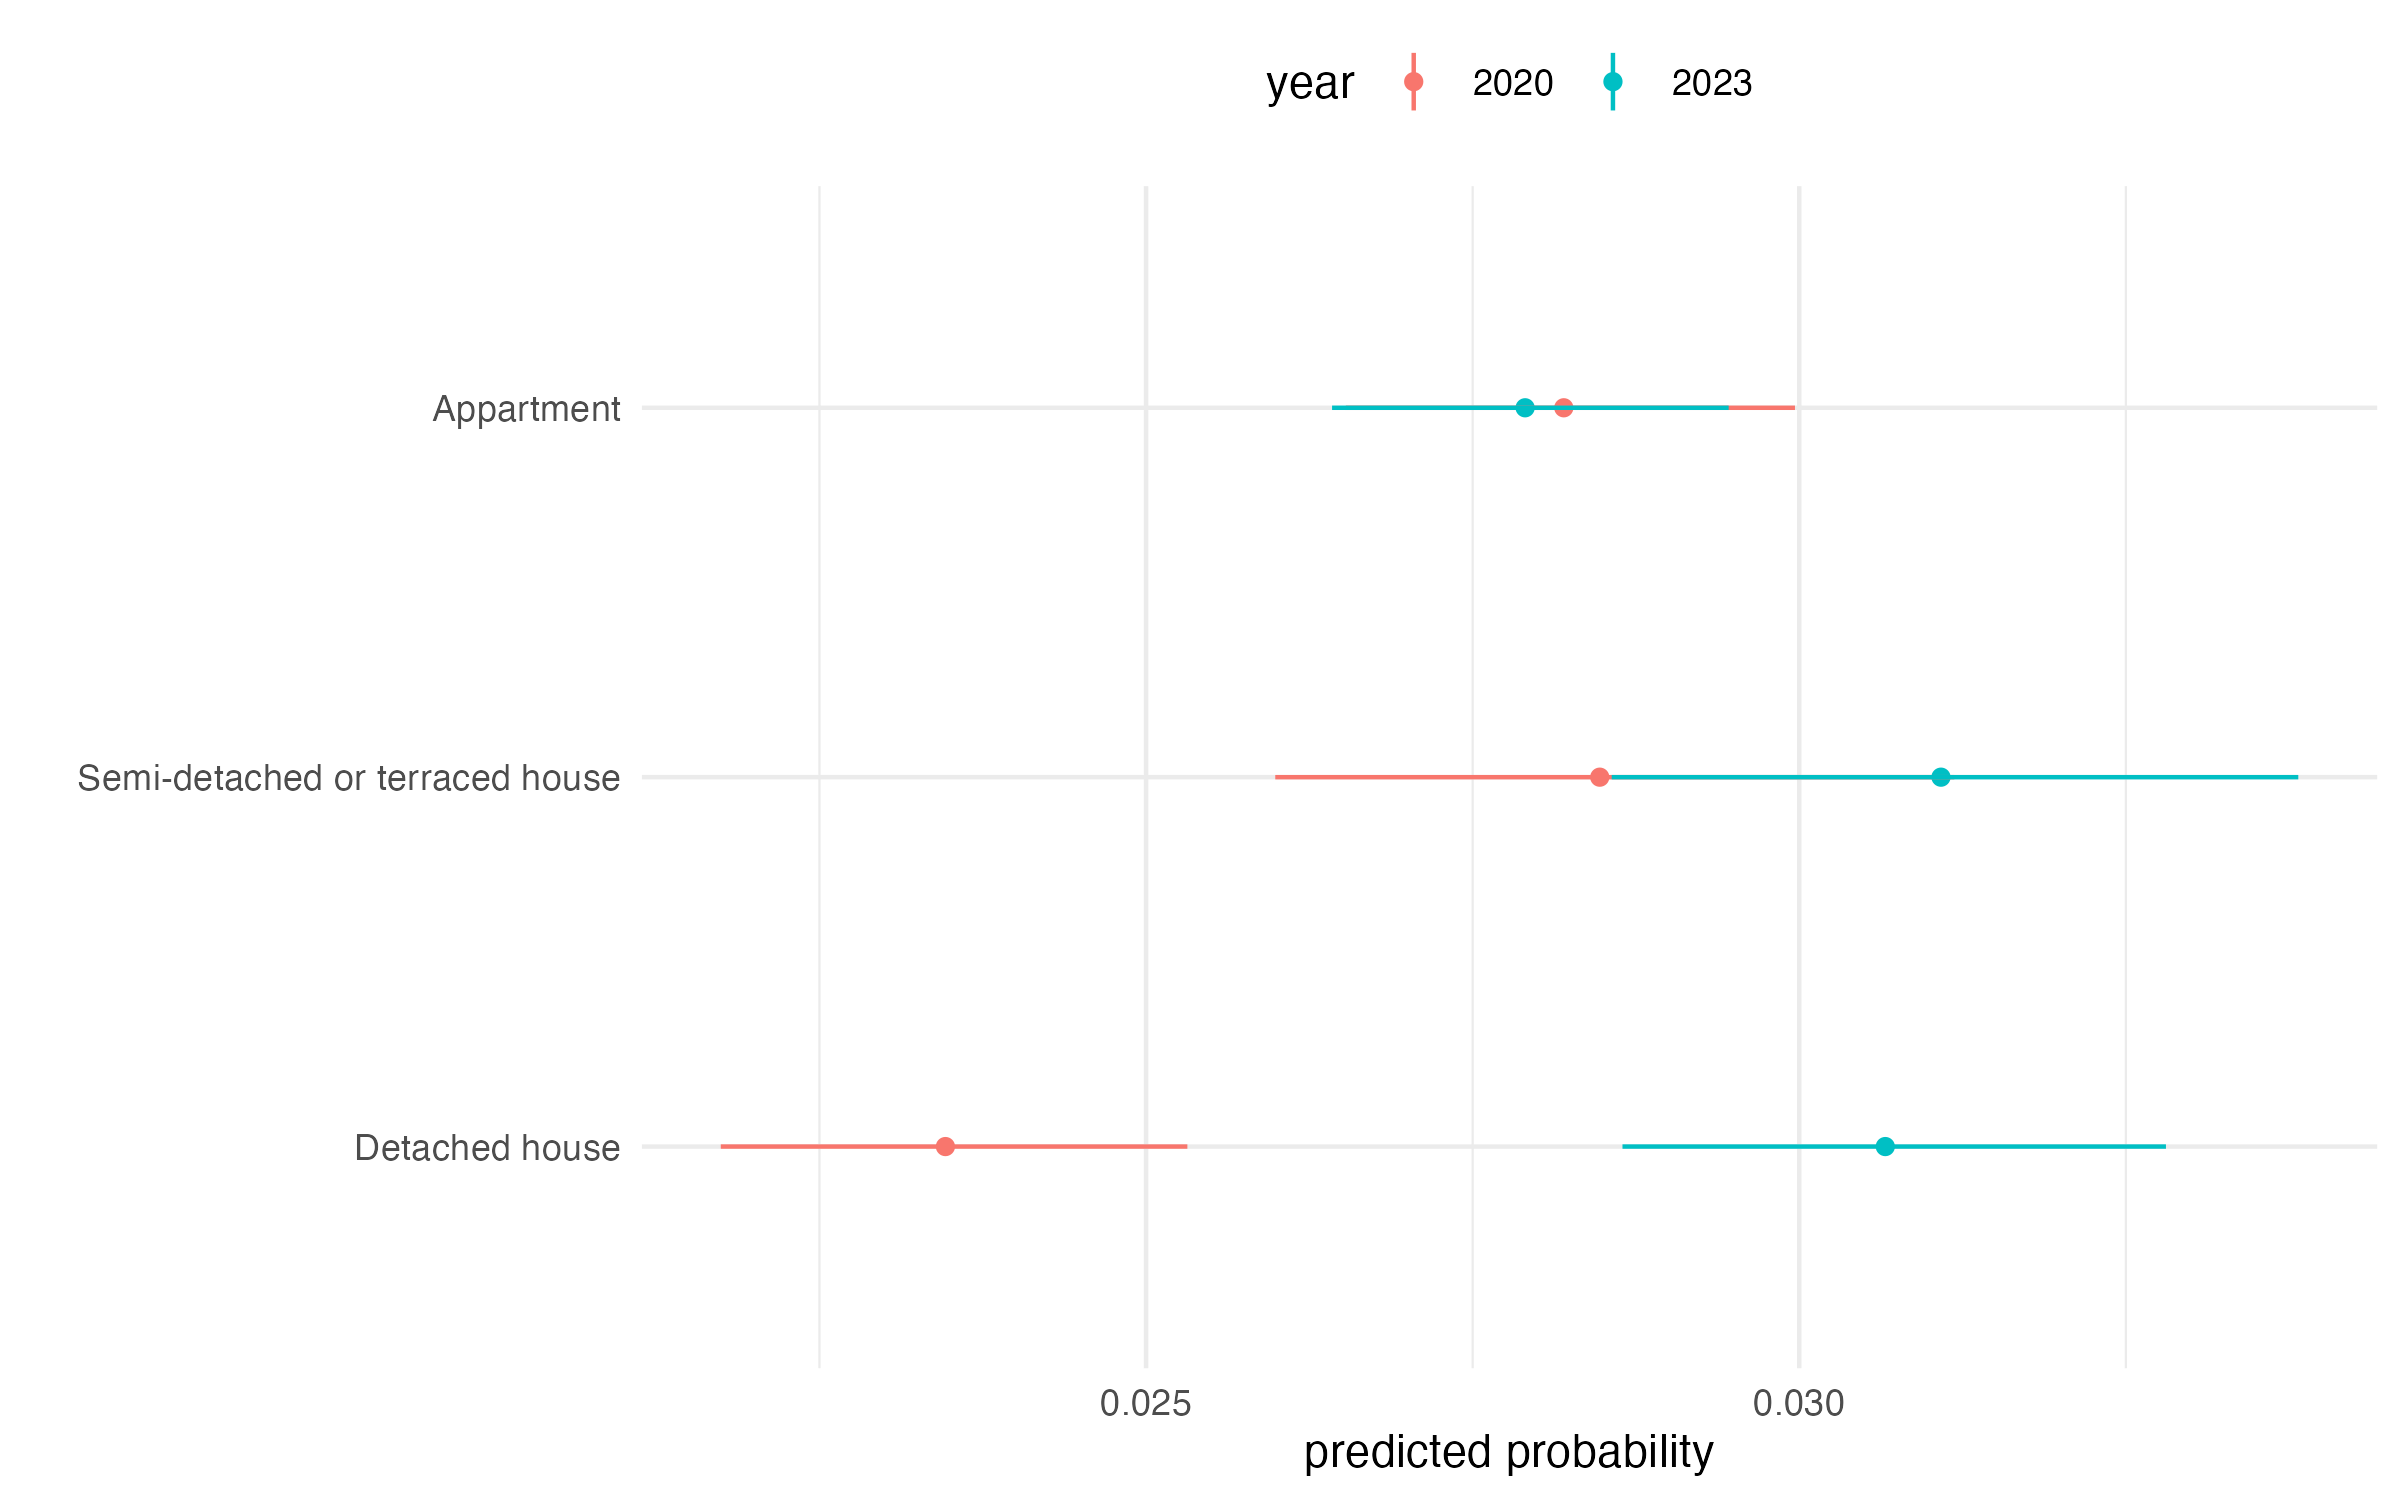 year 2020 2023
Appartment
Semi-detached or terraced house
Detached house
0.025 0.030
predicted probability